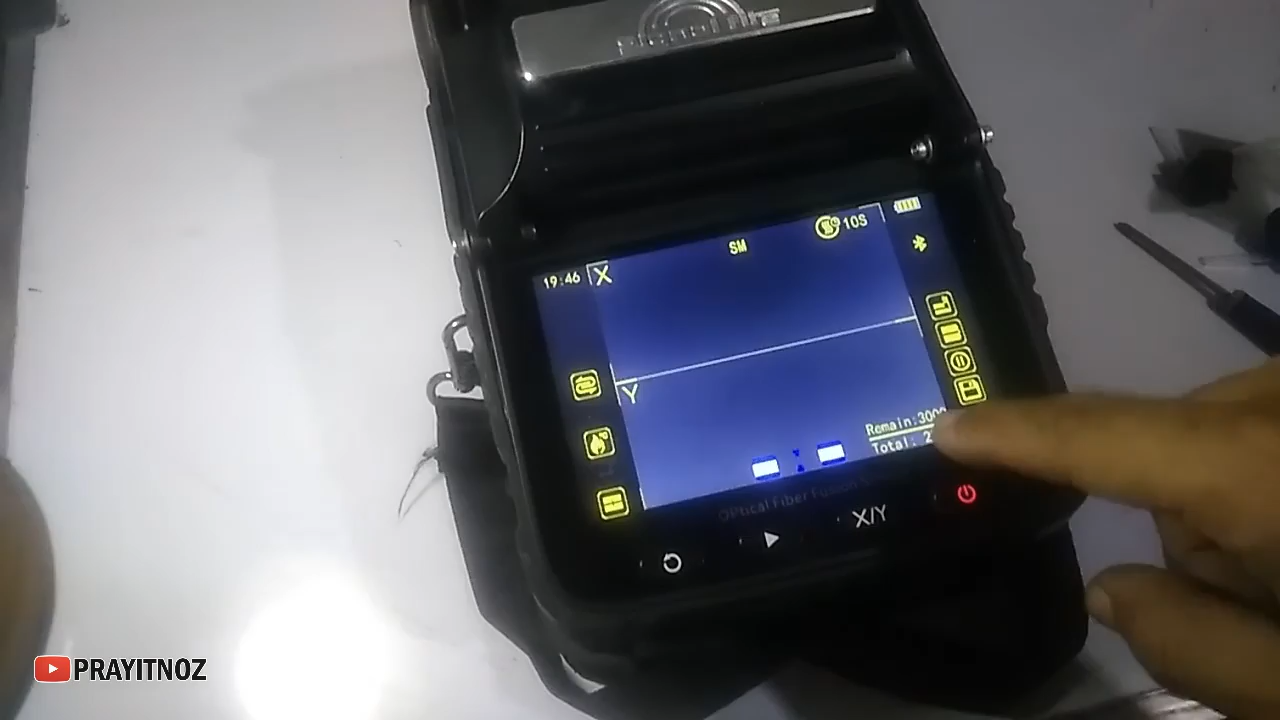 SM
10S
19:46
X
Y
Remain:3000
Total: 2
OPtical Fiber Fusion
X/Y
PRAYITNOZ